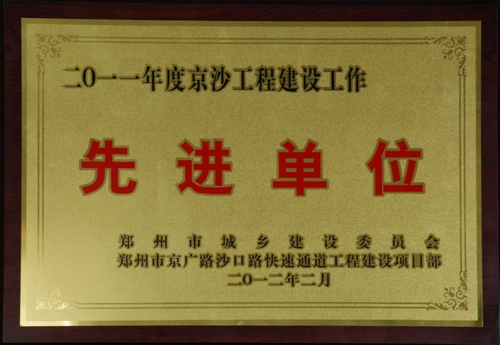 二〇一一年度京沙工程建设工作
先进单位
郑州市城乡建设委员会
郑州市京广路沙口路快速通道工程建设项目部
二〇一二年二月